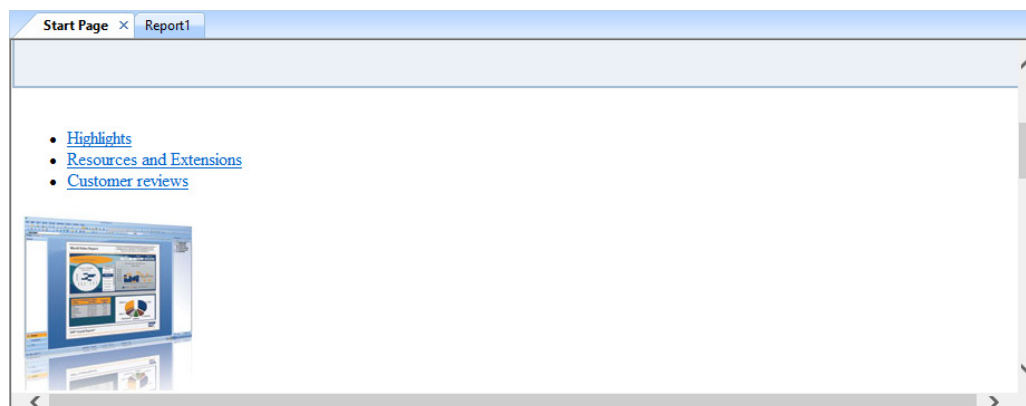 Start Page Report1
Highlights
Resources and Extensions
Customer reviews